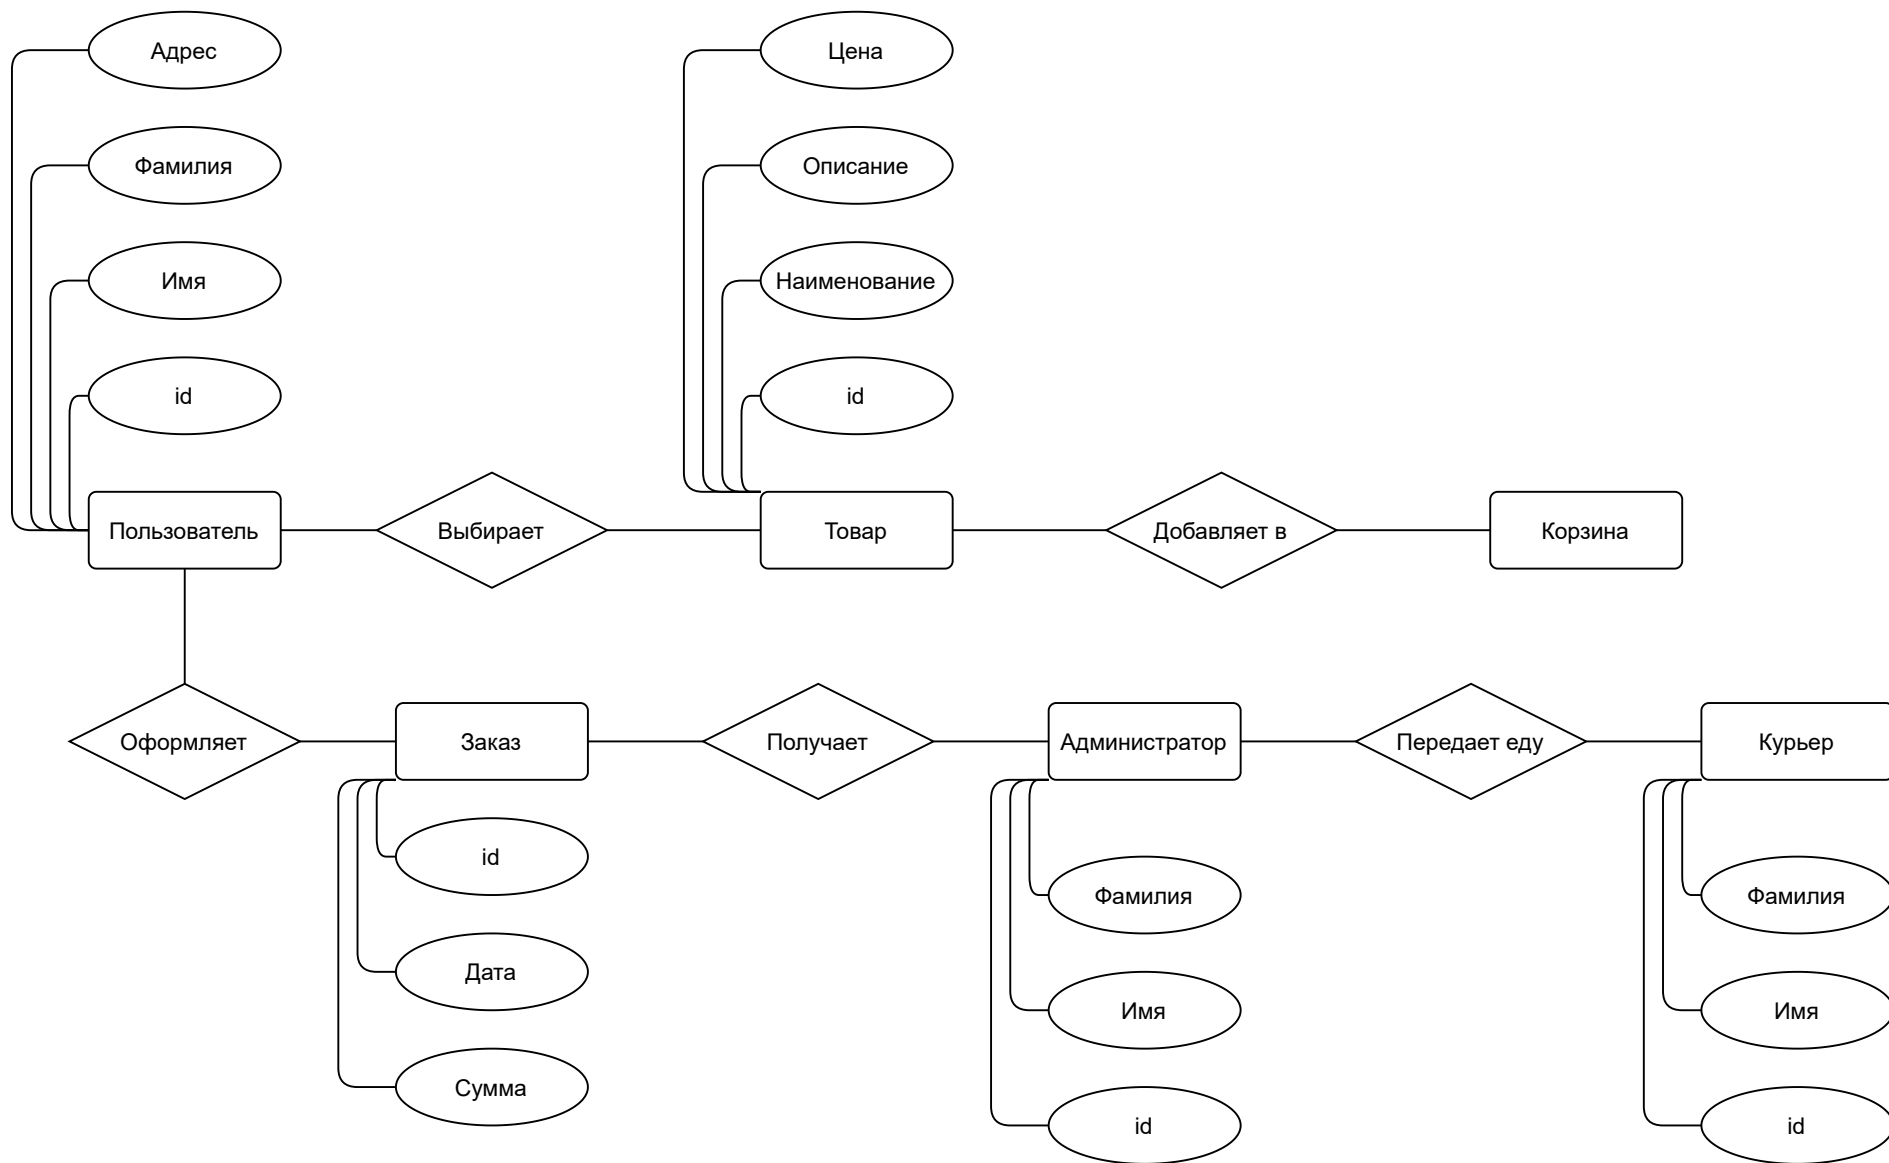 Адрес
Цена
Фамилия
Описание
Имя
Наименование
id
id
Пользователь
Выбирает
Товар
Добавляет в
Корзина
Оформляет
Заказ
Получает
Администратор
Передает еду
Курьер
id
Фамилия
Фамилия
Дата
Имя
Имя
Сумма
id
id